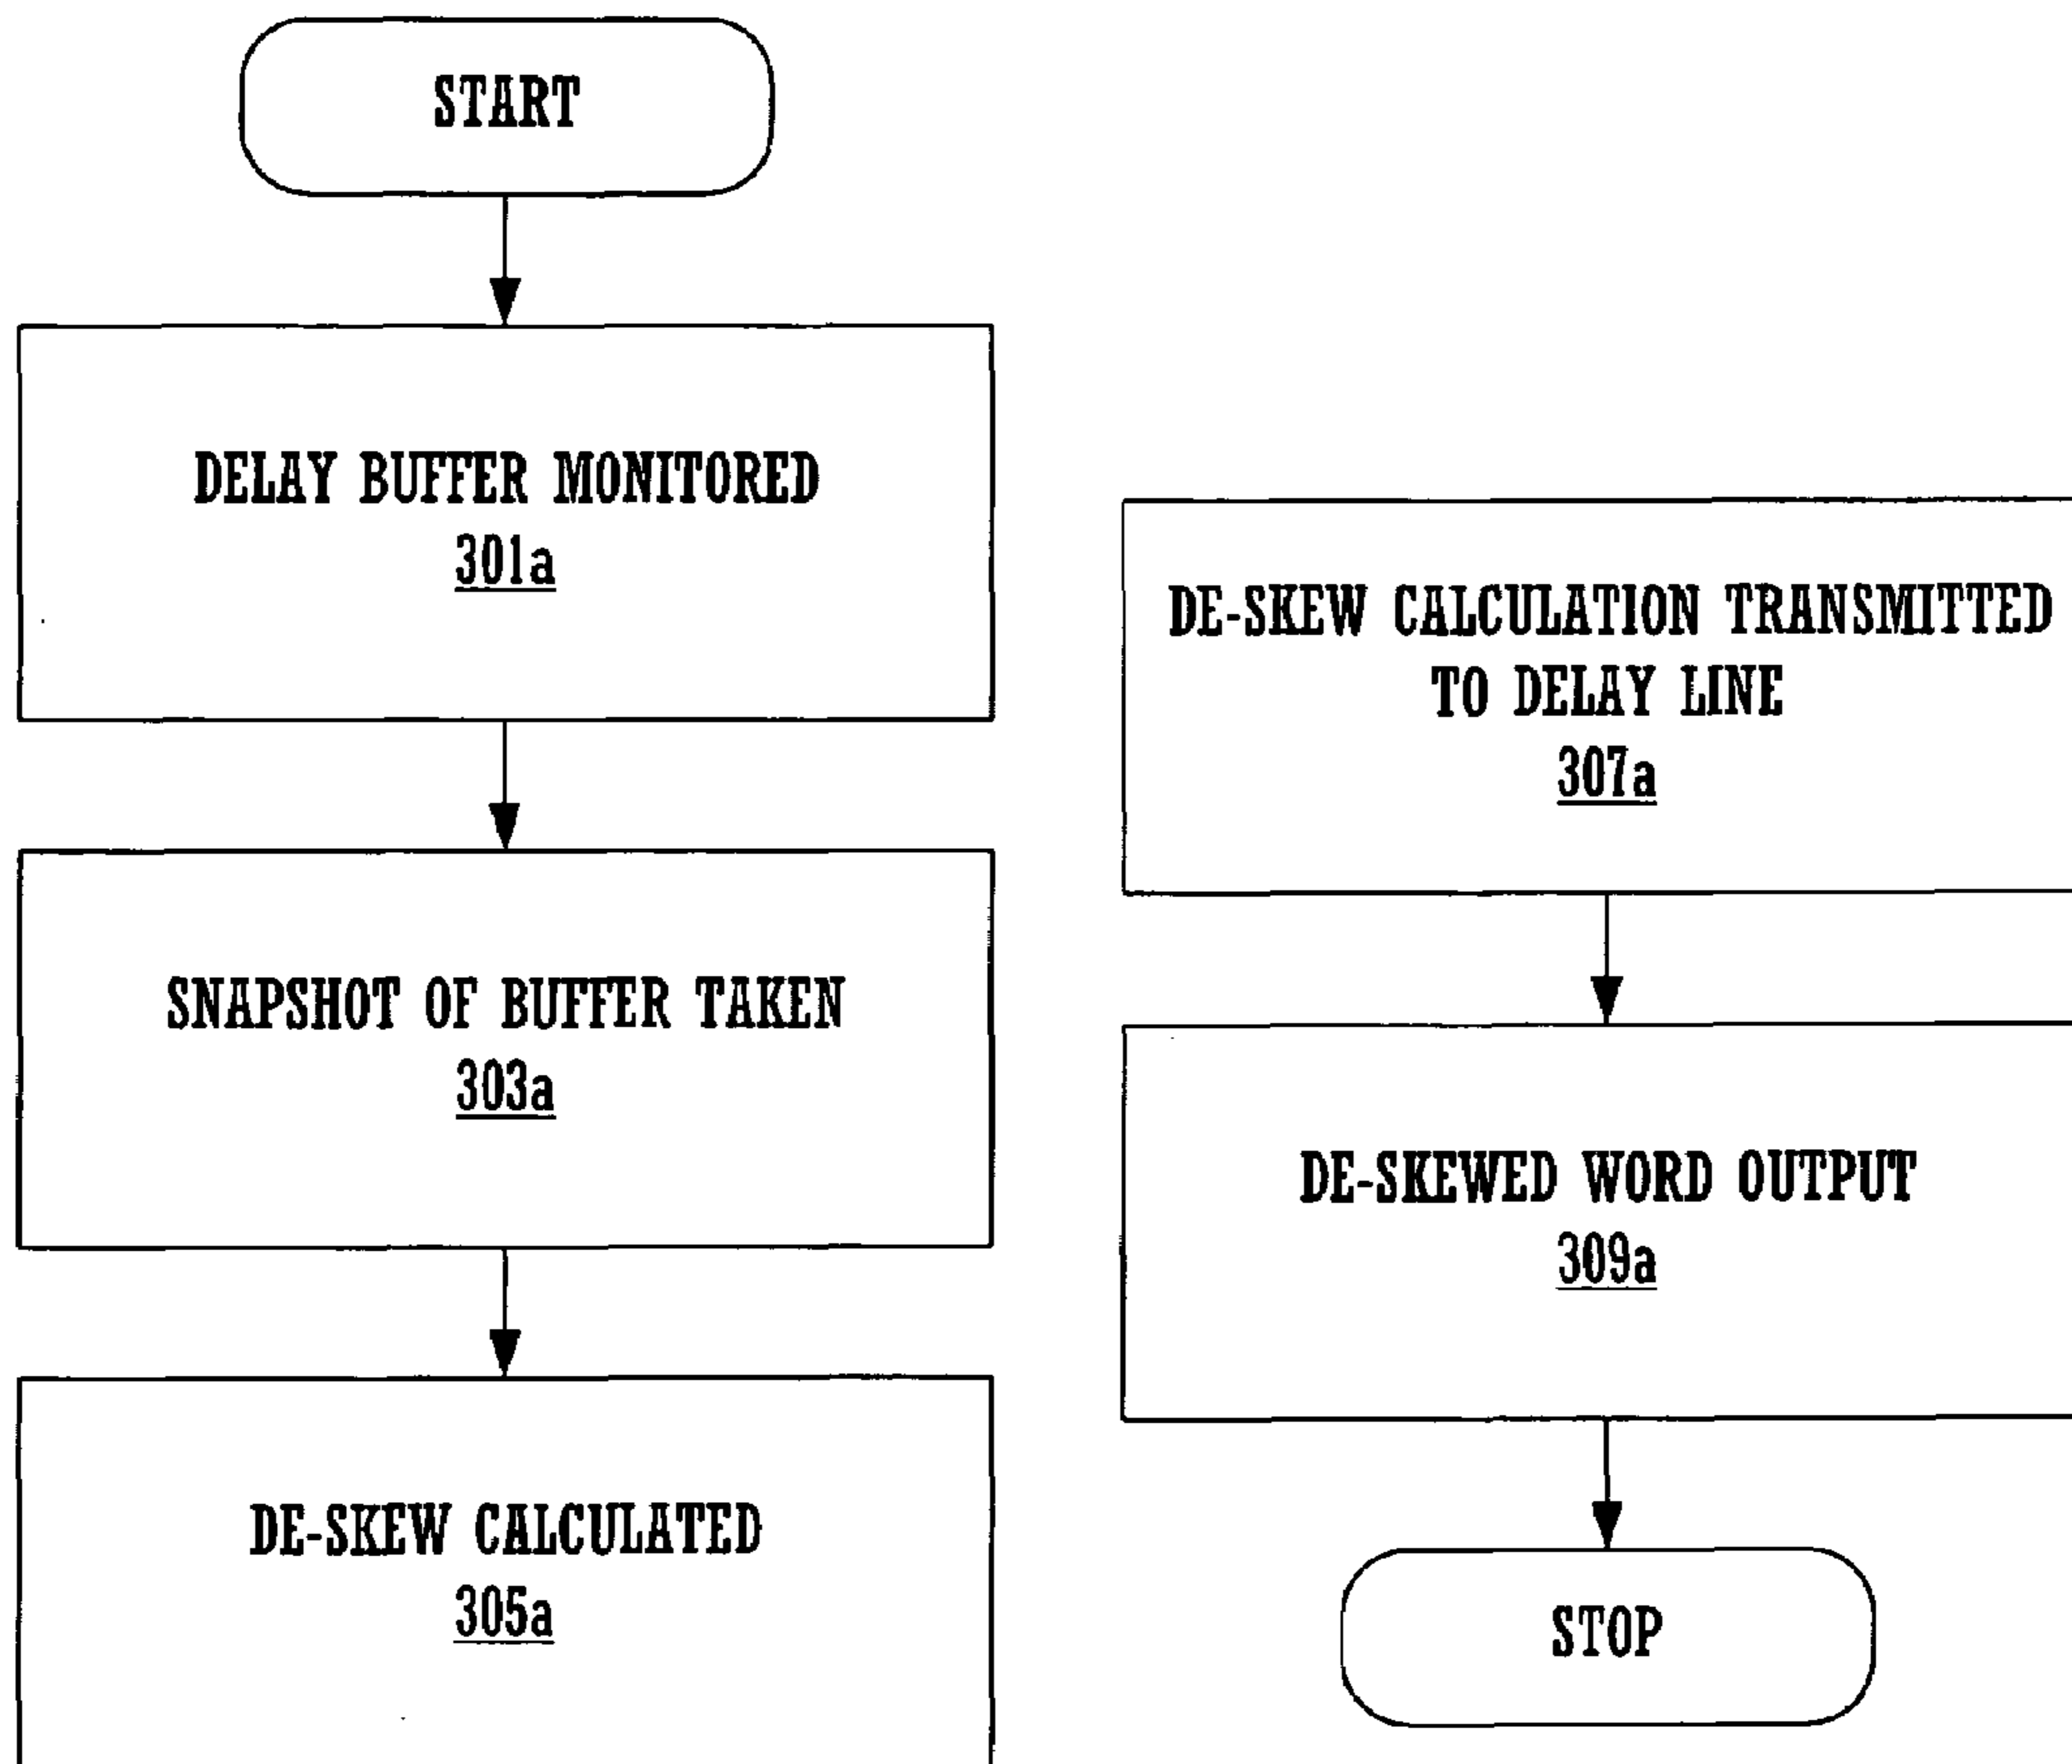 START
DELAY BUFFER MONITORED
301a
SNAPSHOT OF BUFFER TAKEN
303a
DE-SKEW CALCULATED
305a
DE-SKEW CALCULATION TRANSMITTED
TO DELAY LINE
307a
DE-SKEWED WORD OUTPUT
309a
STOP